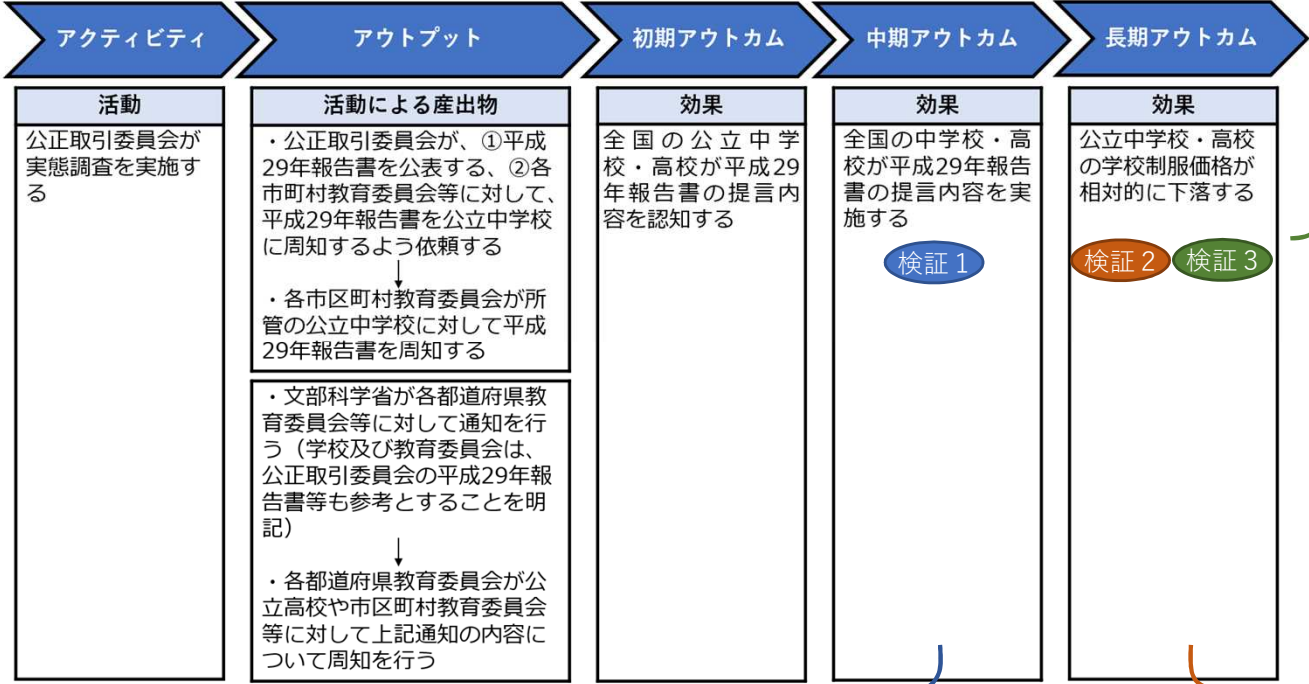 アクティビティ
アウトプット
初期アウトカム
中期アウトカム
長期アウトカム
活動
公正取引委員会が
実態調査を実施す
る
活動による産出物
・公正取引委員会が、①平成
29年報告書を公表する、②各
市町村教育委員会等に対して、
平成29年報告書を公立中学校
に周知するよう依頼する
↓
・各市区町村教育委員会が所
管の公立中学校に対して平成
29年報告書を周知する
・文部科学省が各都道府県教
育委員会等に対して通知を行
う（学校及び教育委員会は、
公正取引委員会の平成29年報
告書等も参考とすることを明
記）
↓
・各都道府県教育委員会が公
立高校や市区町村教育委員会
等に対して上記通知の内容に
ついて周知を行う
効果
全国の公立中学
校・高校が平成29
年報告書の提言内
容を認知する
効果
全国の中学校・高
校が平成29年報告
書の提言内容を実
施する
検証１
効果
公立中学校・高校
の学校制服価格が
相対的に下落する
検証２
検証３